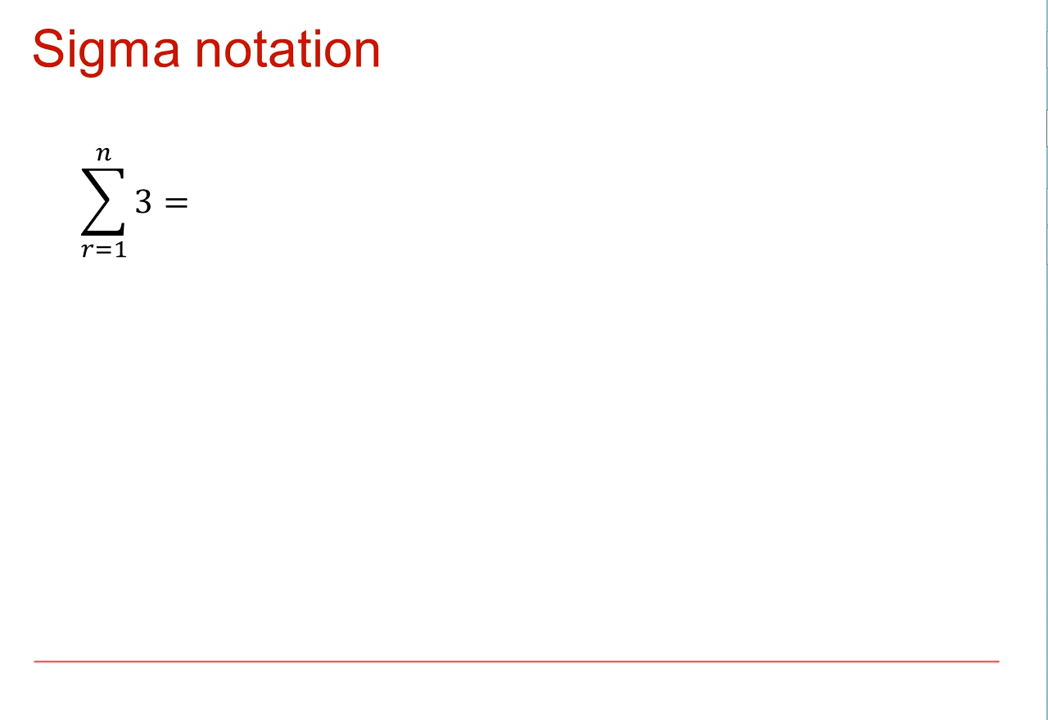 Sigma notation
n
∑ 3 =
r=1